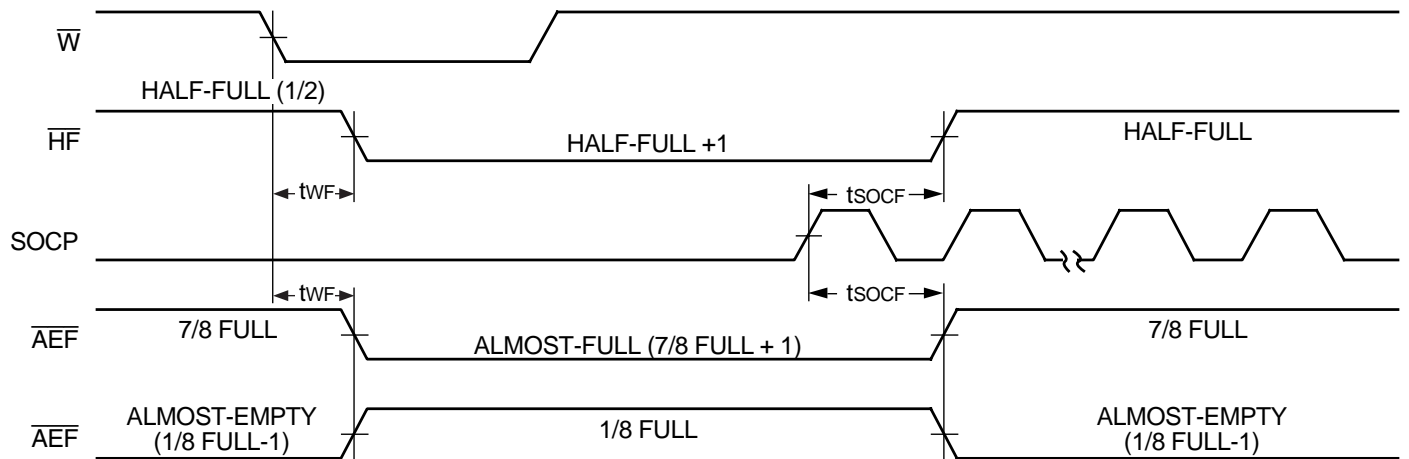 W
HALF-FULL (1/2)
HF
HALF-FULL +1
HALF-FULL
tWF
tSOCF
SOCP
tWF
tSOCF
AEF
7/8 FULL
ALMOST-FULL (7/8 FULL + 1)
7/8 FULL
AEF
ALMOST-EMPTY
(1/8 FULL-1)
1/8 FULL
ALMOST-EMPTY
(1/8 FULL-1)